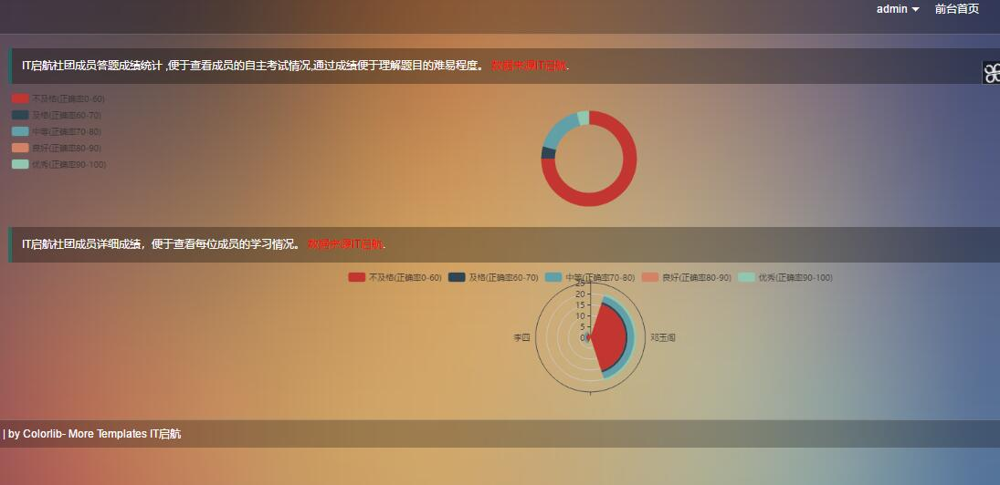 admin 前台首页
IT启航社团成员答题成绩统计 ,便于查看成员的自主考试情况,通过成绩便于理解题目的难易程度。 数据来源IT启航.
不及格(正确率0-60)
及格(正确率60-70)
中等(正确率70-80)
良好(正确率80-90)
优秀(正确率90-100)
IT启航社团成员详细成绩，便于查看每位成员的学习情况。 数据来源IT启航.
不及格(正确率0-60) 及格(正确率60-70) 中等(正确率70-80) 良好(正确率80-90) 优秀(正确率90-100)
25
20
15
10
5
0
李四
邓玉阁
| by Colorlib- More Templates IT启航